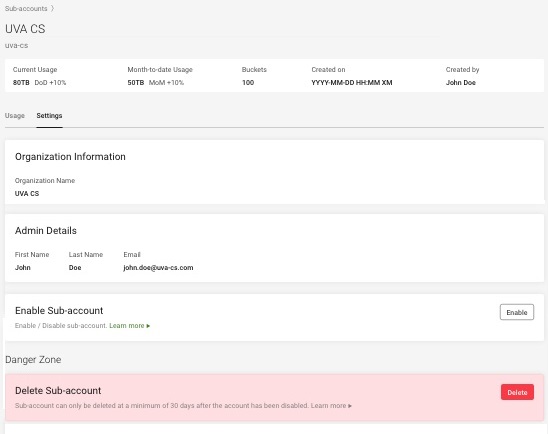 Sub-accounts 〉
UVA CS
uva-cs
Current Usage Month-to-date Usage Buckets Created on Created by
80TB DoD +10% 50TB MoM +10% 100 YYYY-MM-DD HH:MM XM John Doe
Usage Settings
Organization Information
Organization Name
UVA CS
Admin Details
First Name Last Name Email
John Doe john.doe@uva-cs.com
Enable Sub-account Enable
Enable / Disable sub-account. Learn more ▸
Danger Zone
Delete Sub-account Delete
Sub-account can only be deleted at a minimum of 30 days after the account has been disabled. Learn more ▸